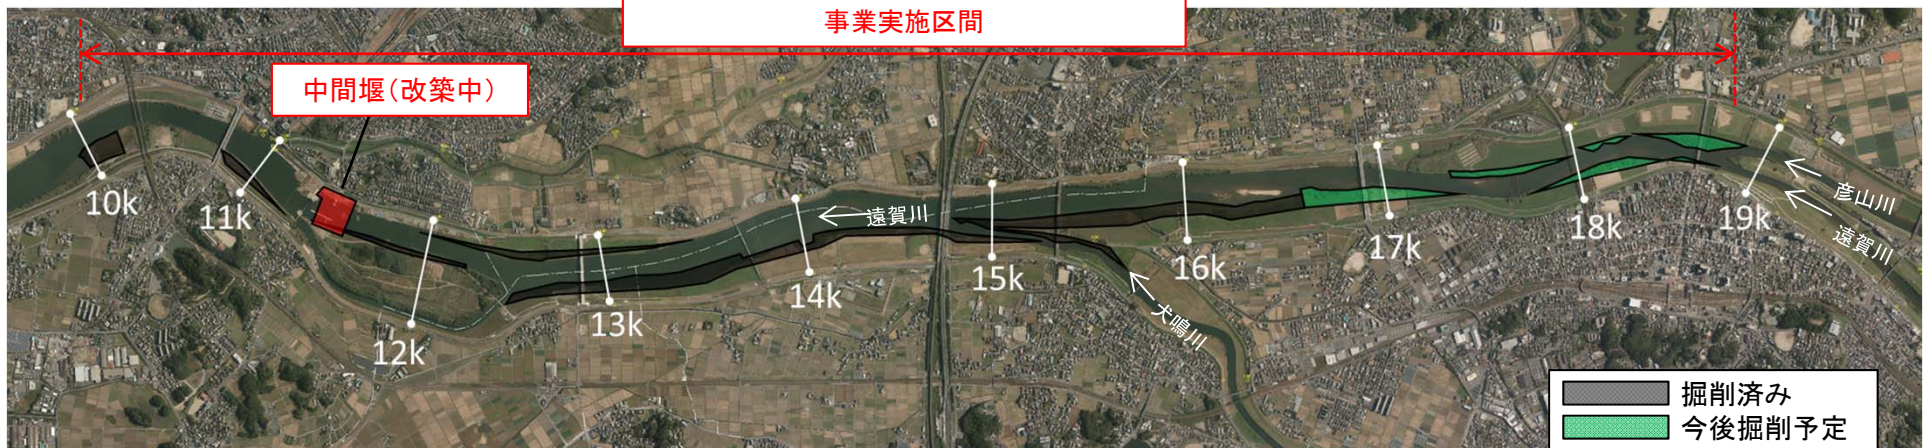 事業実施区間
中間堰(改築中)
10k
11k
12k
13k
14k
15k
16k
17k
18k
19k
遠賀川
犬鳴川
彦山川
遠賀川
掘削済み
今後掘削予定